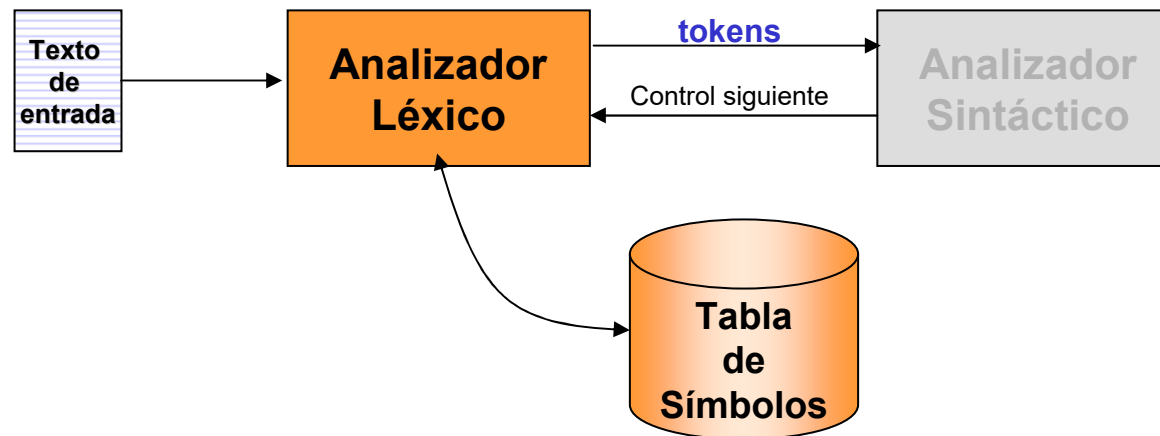 Texto
de
entrada
Analizador
Léxico
tokens
Control siguiente
Analizador
Sintáctico
Tabla
de
Símbolos